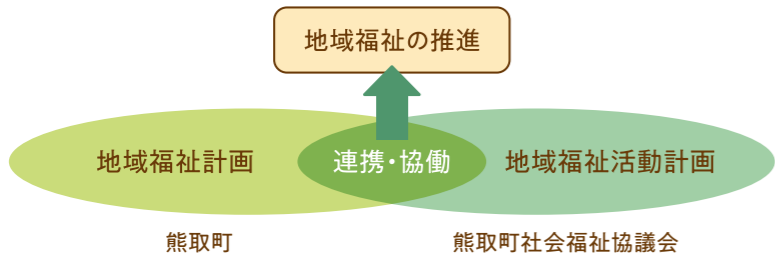 地域福祉の推進
地域福祉計画
連携・協働
地域福祉活動計画
熊取町
熊取町社会福祉協議会